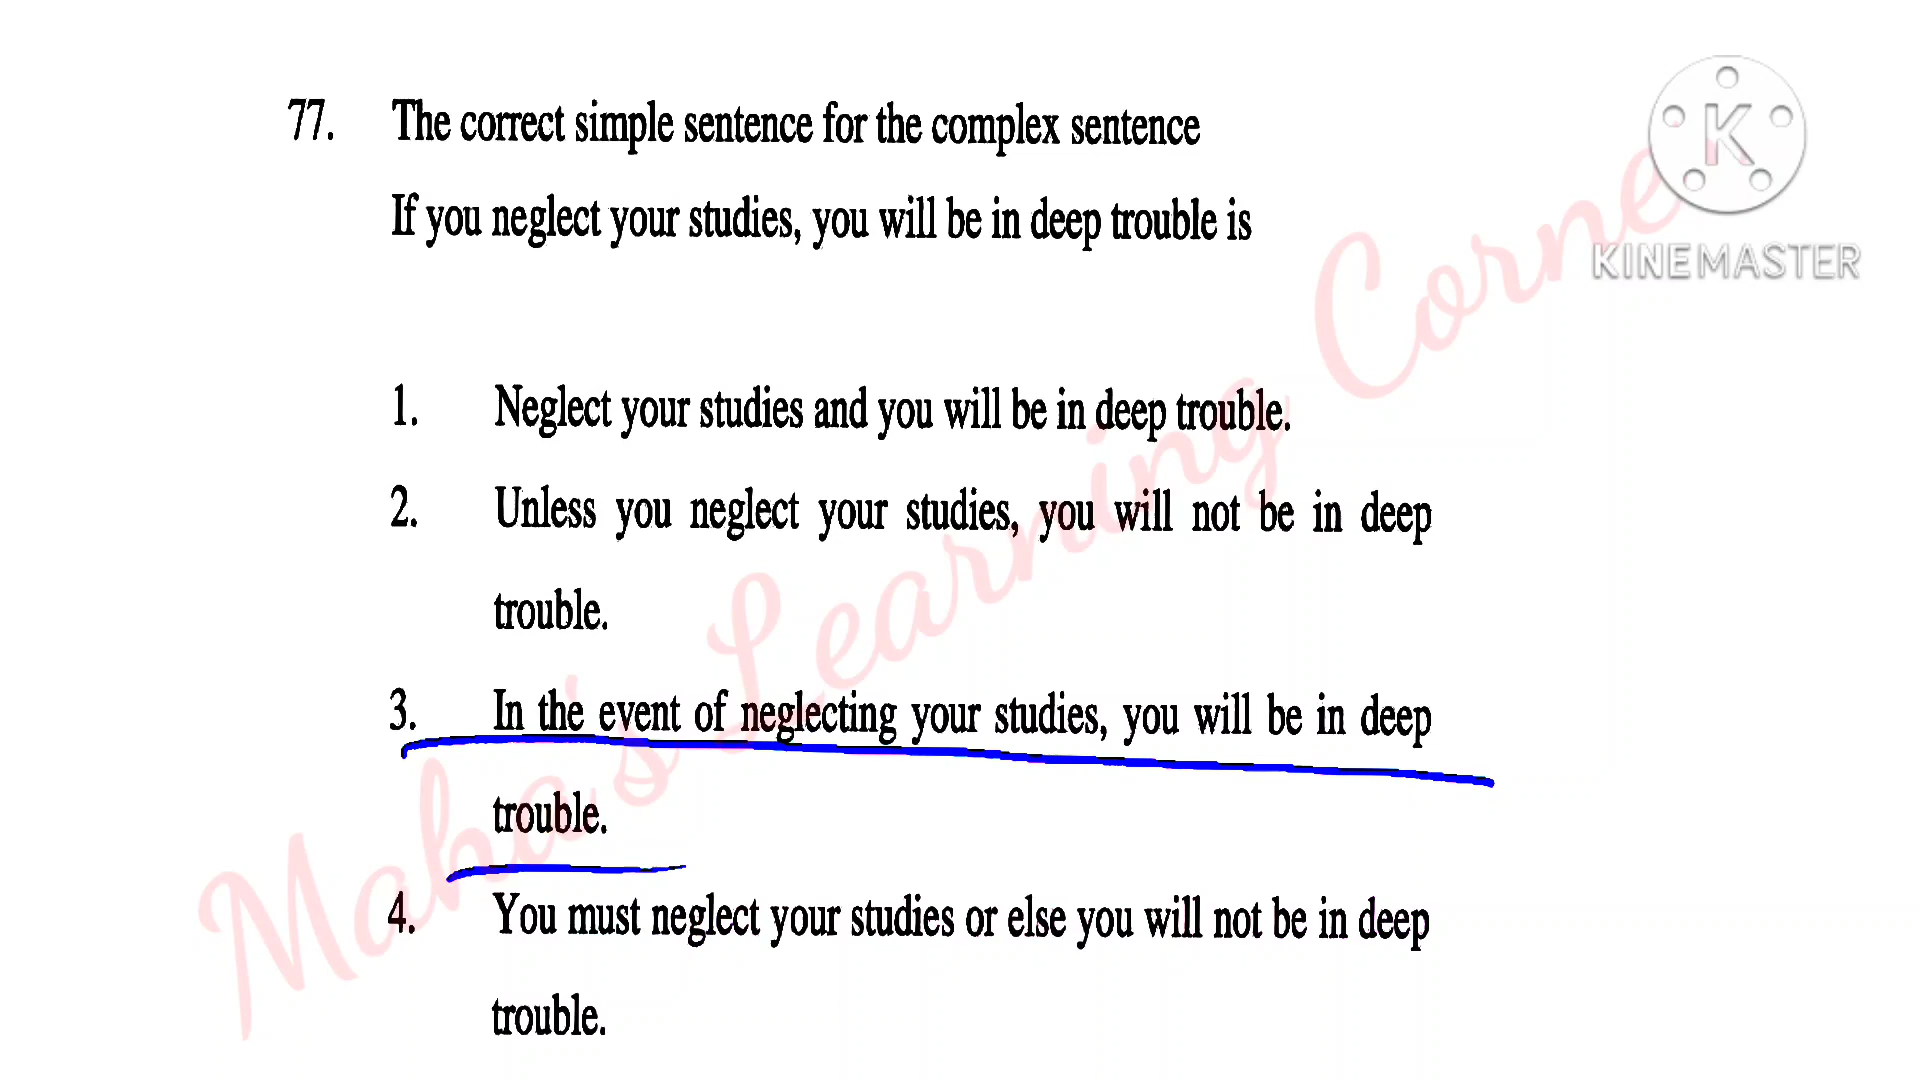 77. The correct simple sentence for the complex sentence
If you neglect your studies, you will be in deep trouble is
K
KINEMASTER
1. Neglect your studies and you will be in deep trouble.
2. Unless you neglect your studies, you will not be in deep
trouble.
3. In the event of neglecting your studies, you will be in deep
trouble.
4. You must neglect your studies or else you will not be in deep
trouble.
Maha's Learning Corner